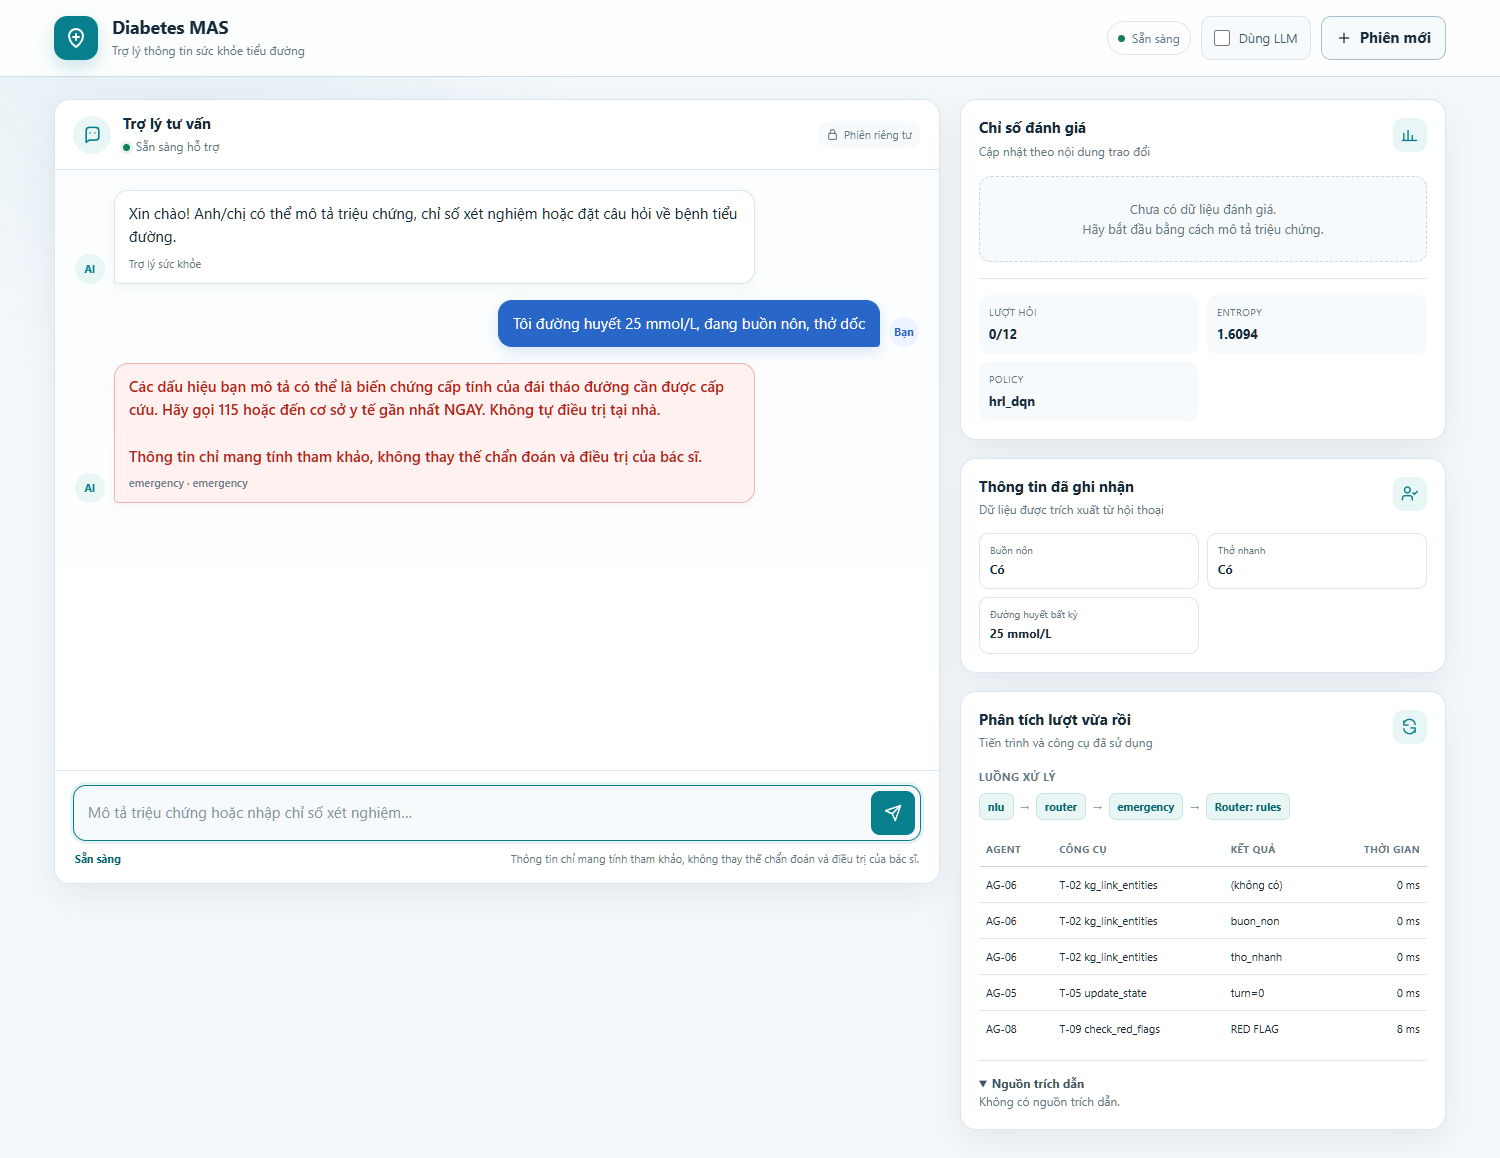 Diabetes MAS
Trợ lý thông tin sức khỏe tiểu đường
Sẵn sàng
Dùng LLM
Phiên mới
Trợ lý tư vấn
Sẵn sàng hỗ trợ
Phiên riêng tư
Xin chào! Anh/chị có thể mô tả triệu chứng, chỉ số xét nghiệm hoặc đặt câu hỏi về bệnh tiểu
đường.
Trợ lý sức khỏe
AI
Tôi đường huyết 25 mmol/L, đang buồn nôn, thở dốc
Bạn
Các dấu hiệu bạn mô tả có thể là biến chứng cấp tính của đái tháo đường cần được cấp
cứu. Hãy gọi 115 hoặc đến cơ sở y tế gần nhất NGAY. Không tự điều trị tại nhà.
Thông tin chỉ mang tính tham khảo, không thay thế chẩn đoán và điều trị của bác sĩ.
emergency · emergency
AI
Mô tả triệu chứng hoặc nhập chỉ số xét nghiệm...
Sẵn sàng
Thông tin chỉ mang tính tham khảo, không thay thế chẩn đoán và điều trị của bác sĩ.
Chỉ số đánh giá
Cập nhật theo nội dung trao đổi
Chưa có dữ liệu đánh giá.
Hãy bắt đầu bằng cách mô tả triệu chứng.
LƯỢT HỎI
0/12
ENTROPY
1.6094
POLICY
hrl_dqn
Thông tin đã ghi nhận
Dữ liệu được trích xuất từ hội thoại
Buồn nôn
Có
Thở nhanh
Có
Đường huyết bất kỳ
25 mmol/L
Phân tích lượt vừa rồi
Tiến trình và công cụ đã sử dụng
LUỒNG XỬ LÝ
nlu → router → emergency → Router: rules
AGENT CÔNG CỤ KẾT QUẢ THỜI GIAN
AG-06 T-02 kg_link_entities (không có) 0 ms
AG-06 T-02 kg_link_entities buon_non 0 ms
AG-06 T-02 kg_link_entities tho_nhanh 0 ms
AG-05 T-05 update_state turn=0 0 ms
AG-08 T-09 check_red_flags RED FLAG 8 ms
▼ Nguồn trích dẫn
Không có nguồn trích dẫn.